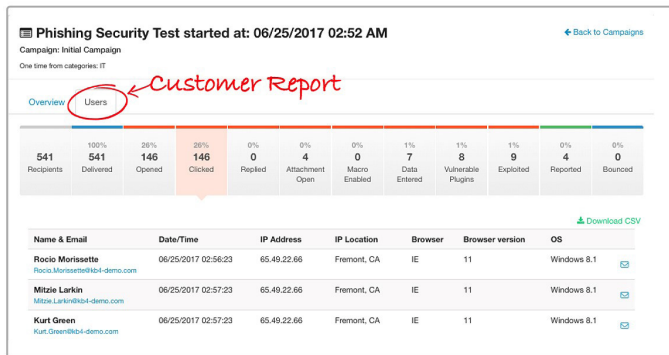 Phishing Security Test started at: 06/25/2017 02:52 AM
Back to Campaigns
Campaign: Initial Campaign
One time from categories: IT
Customer Report
Overview Users
100% 26% 26% 0% 0% 0% 1% 1% 1% 0% 0%
541 541 146 146 0 4 0 7 8 9 4 0
Recipients Delivered Opened Clicked Replied Attachment Open Macro Enabled Data Entered Vulnerable Plugins Exploited Reported Bounced
Download CSV
Name & Email Date/Time IP Address IP Location Browser Browser version OS
Rocio Morissette 06/25/2017 02:56:23 65.49.22.66 Fremont, CA IE 11 Windows 8.1
Rocio.Morissette@kb4-demo.com
Mitzie Larkin 06/25/2017 02:57:23 65.49.22.66 Fremont, CA IE 11 Windows 8.1
Mitzie.Larkin@kb4-demo.com
Kurt Green 06/25/2017 02:57:23 65.49.22.66 Fremont, CA IE 11 Windows 8.1
Kurt.Green@kb4-demo.com